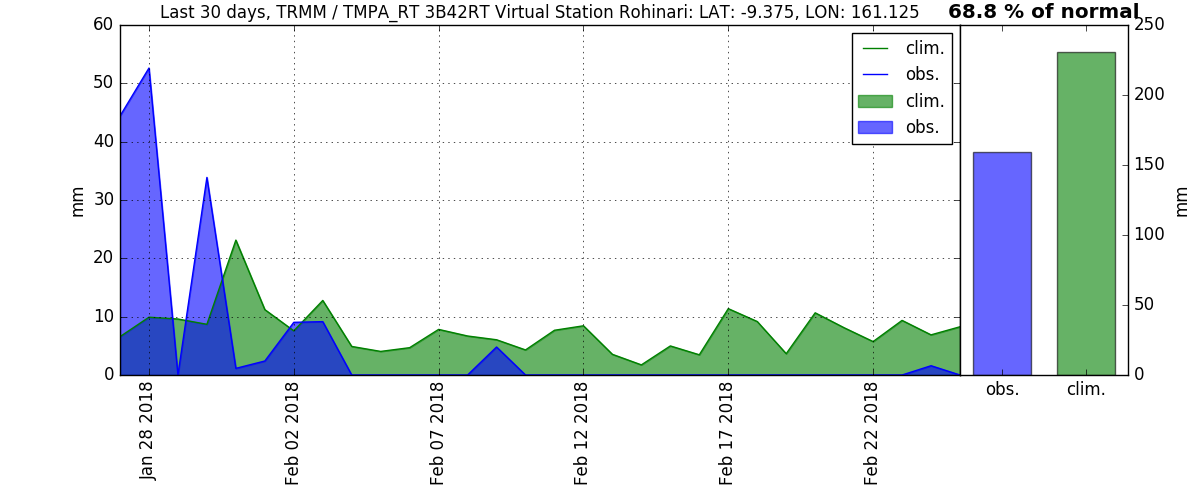 Last 30 days, TRMM / TMPA_RT 3B42RT Virtual Station Rohinari: LAT: -9.375, LON: 161.125
68.8 % of normal
60
50
40
30
20
10
0
mm
clim.
obs.
clim.
obs.
Jan 28 2018
Feb 02 2018
Feb 07 2018
Feb 12 2018
Feb 17 2018
Feb 22 2018
250
200
150
100
50
0
mm
obs.
clim.